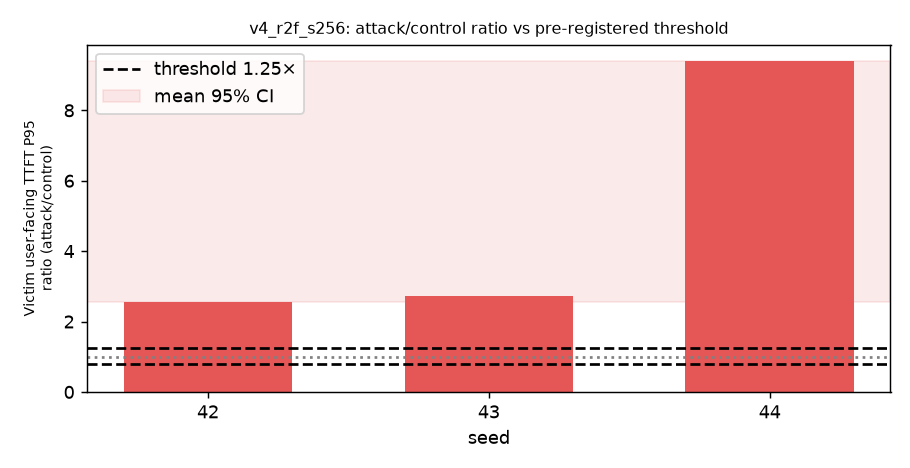 v4_r2f_s256: attack/control ratio vs pre-registered threshold
Victim user-facing TTFT P95
ratio (attack/control)
threshold 1.25×
mean 95% CI
8
6
4
2
0
42
43
44
seed